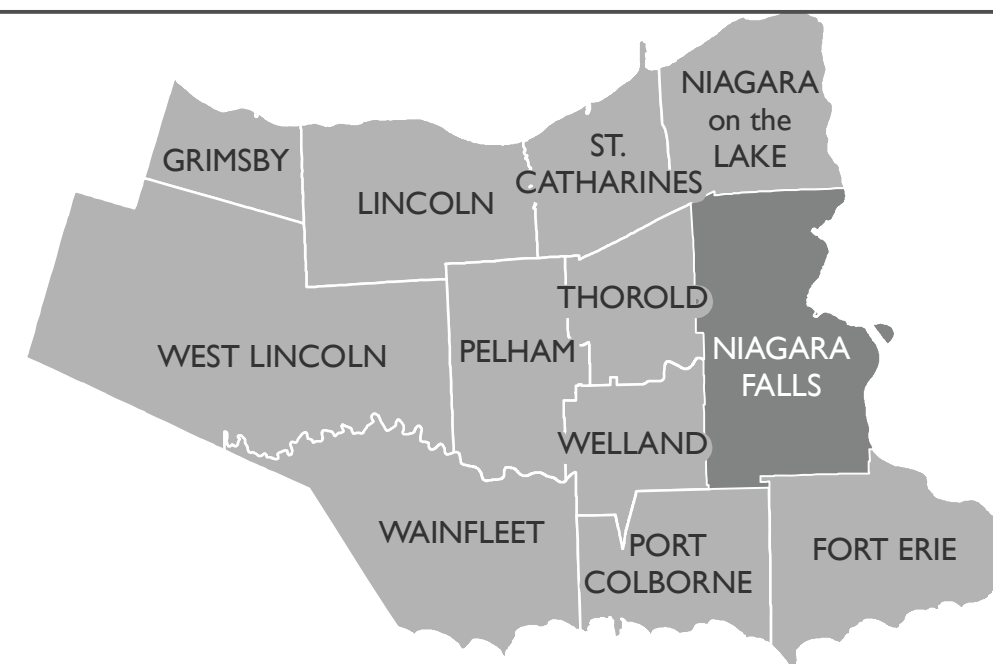 NIAGARA
on the
LAKE
ST.
CATHARINES
GRIMSBY
LINCOLN
THOROLD
WEST LINCOLN
PELHAM
NIAGARA
FALLS
WELLAND
WAINFLEET
PORT
COLBORNE
FORT ERIE